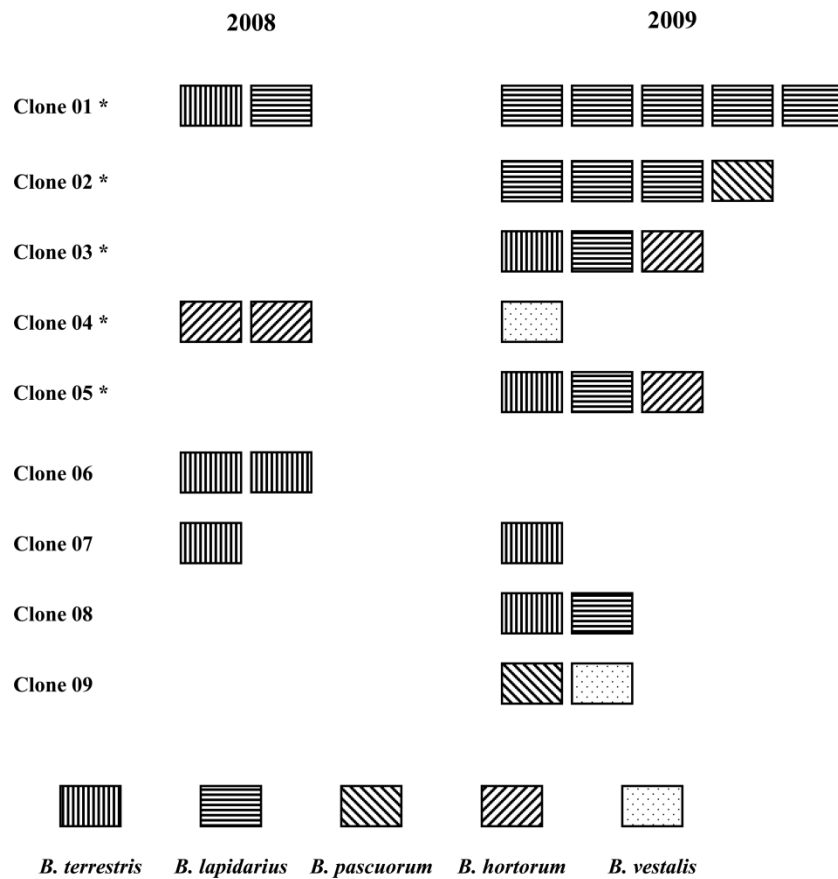 2008 2009
Clone 01 *
Clone 02 *
Clone 03 *
Clone 04 *
Clone 05 *
Clone 06
Clone 07
Clone 08
Clone 09
B. terrestris B. lapidarius B. pascuorum B. hortorum B. vestalis